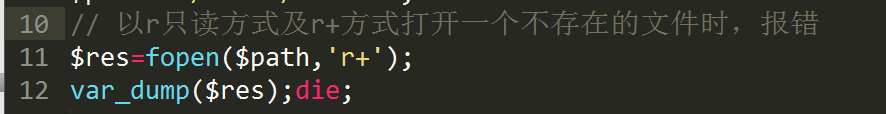 10 // 以r只读方式及r+方式打开一个不存在的文件时，报错
11 $res=fopen($path,'r+');
12 var_dump($res);die;